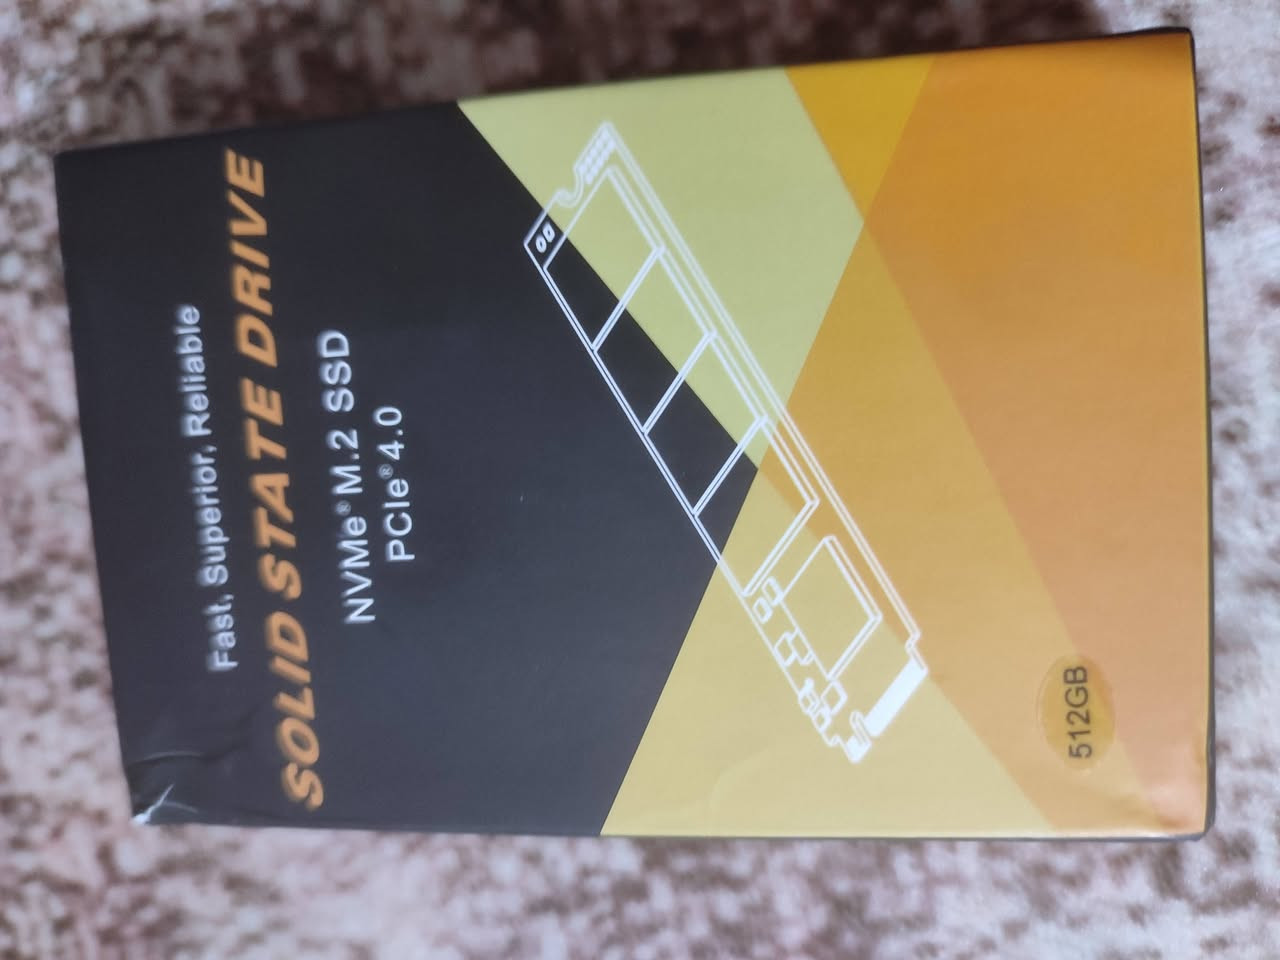 Fast, Superior, Reliable
SOLID STATE DRIVE
NVMe® M.2 SSD
PCIe® 4.0
512GB